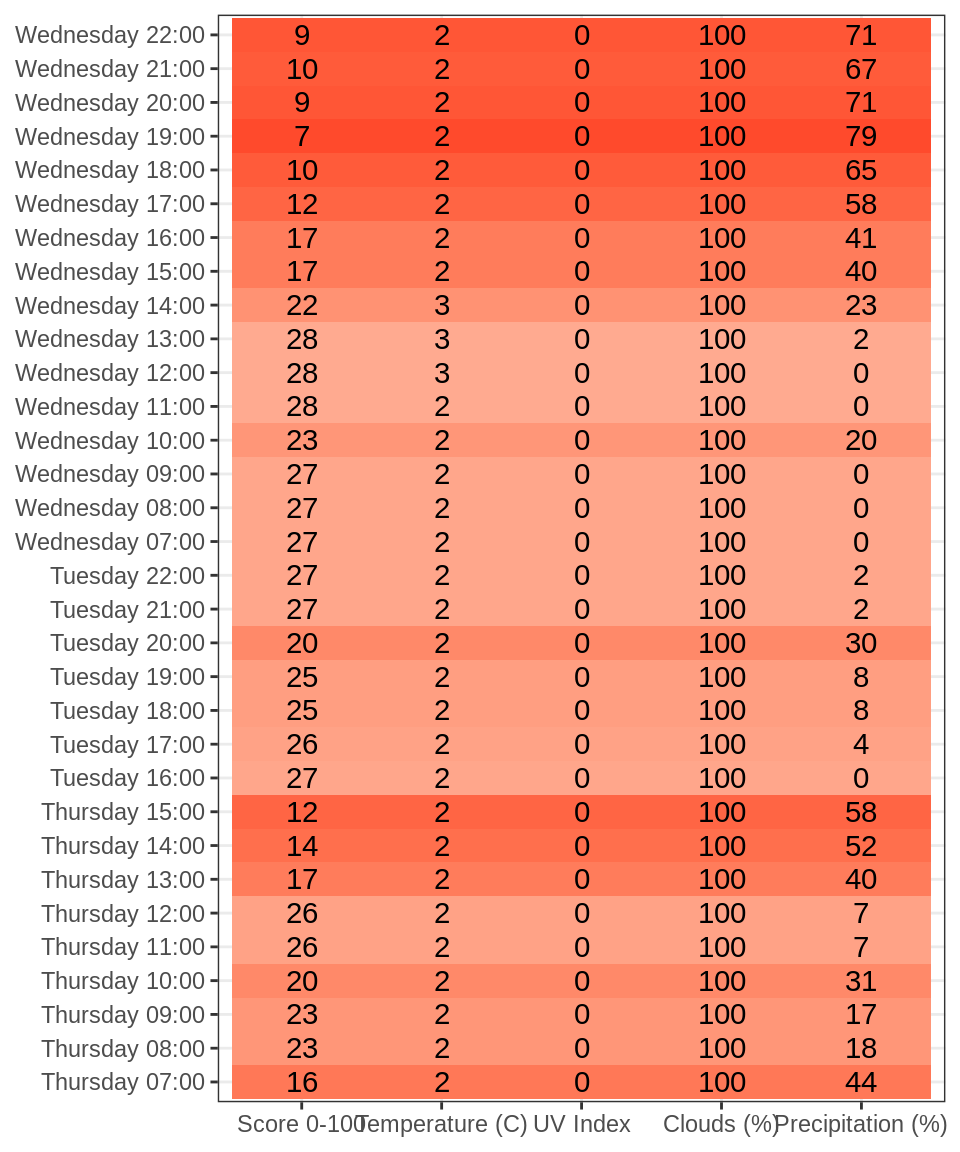 Wednesday 22:00 9 2 0 100 71
Wednesday 21:00 10 2 0 100 67
Wednesday 20:00 9 2 0 100 71
Wednesday 19:00 7 2 0 100 79
Wednesday 18:00 10 2 0 100 65
Wednesday 17:00 12 2 0 100 58
Wednesday 16:00 17 2 0 100 41
Wednesday 15:00 17 2 0 100 40
Wednesday 14:00 22 3 0 100 23
Wednesday 13:00 28 3 0 100 2
Wednesday 12:00 28 3 0 100 0
Wednesday 11:00 28 2 0 100 0
Wednesday 10:00 23 2 0 100 20
Wednesday 09:00 27 2 0 100 0
Wednesday 08:00 27 2 0 100 0
Wednesday 07:00 27 2 0 100 0
Tuesday 22:00 27 2 0 100 2
Tuesday 21:00 27 2 0 100 2
Tuesday 20:00 20 2 0 100 30
Tuesday 19:00 25 2 0 100 8
Tuesday 18:00 25 2 0 100 8
Tuesday 17:00 26 2 0 100 4
Tuesday 16:00 27 2 0 100 0
Thursday 15:00 12 2 0 100 58
Thursday 14:00 14 2 0 100 52
Thursday 13:00 17 2 0 100 40
Thursday 12:00 26 2 0 100 7
Thursday 11:00 26 2 0 100 7
Thursday 10:00 20 2 0 100 31
Thursday 09:00 23 2 0 100 17
Thursday 08:00 23 2 0 100 18
Thursday 07:00 16 2 0 100 44
Score 0-100 Temperature (C) UV Index Clouds (%) Precipitation (%)